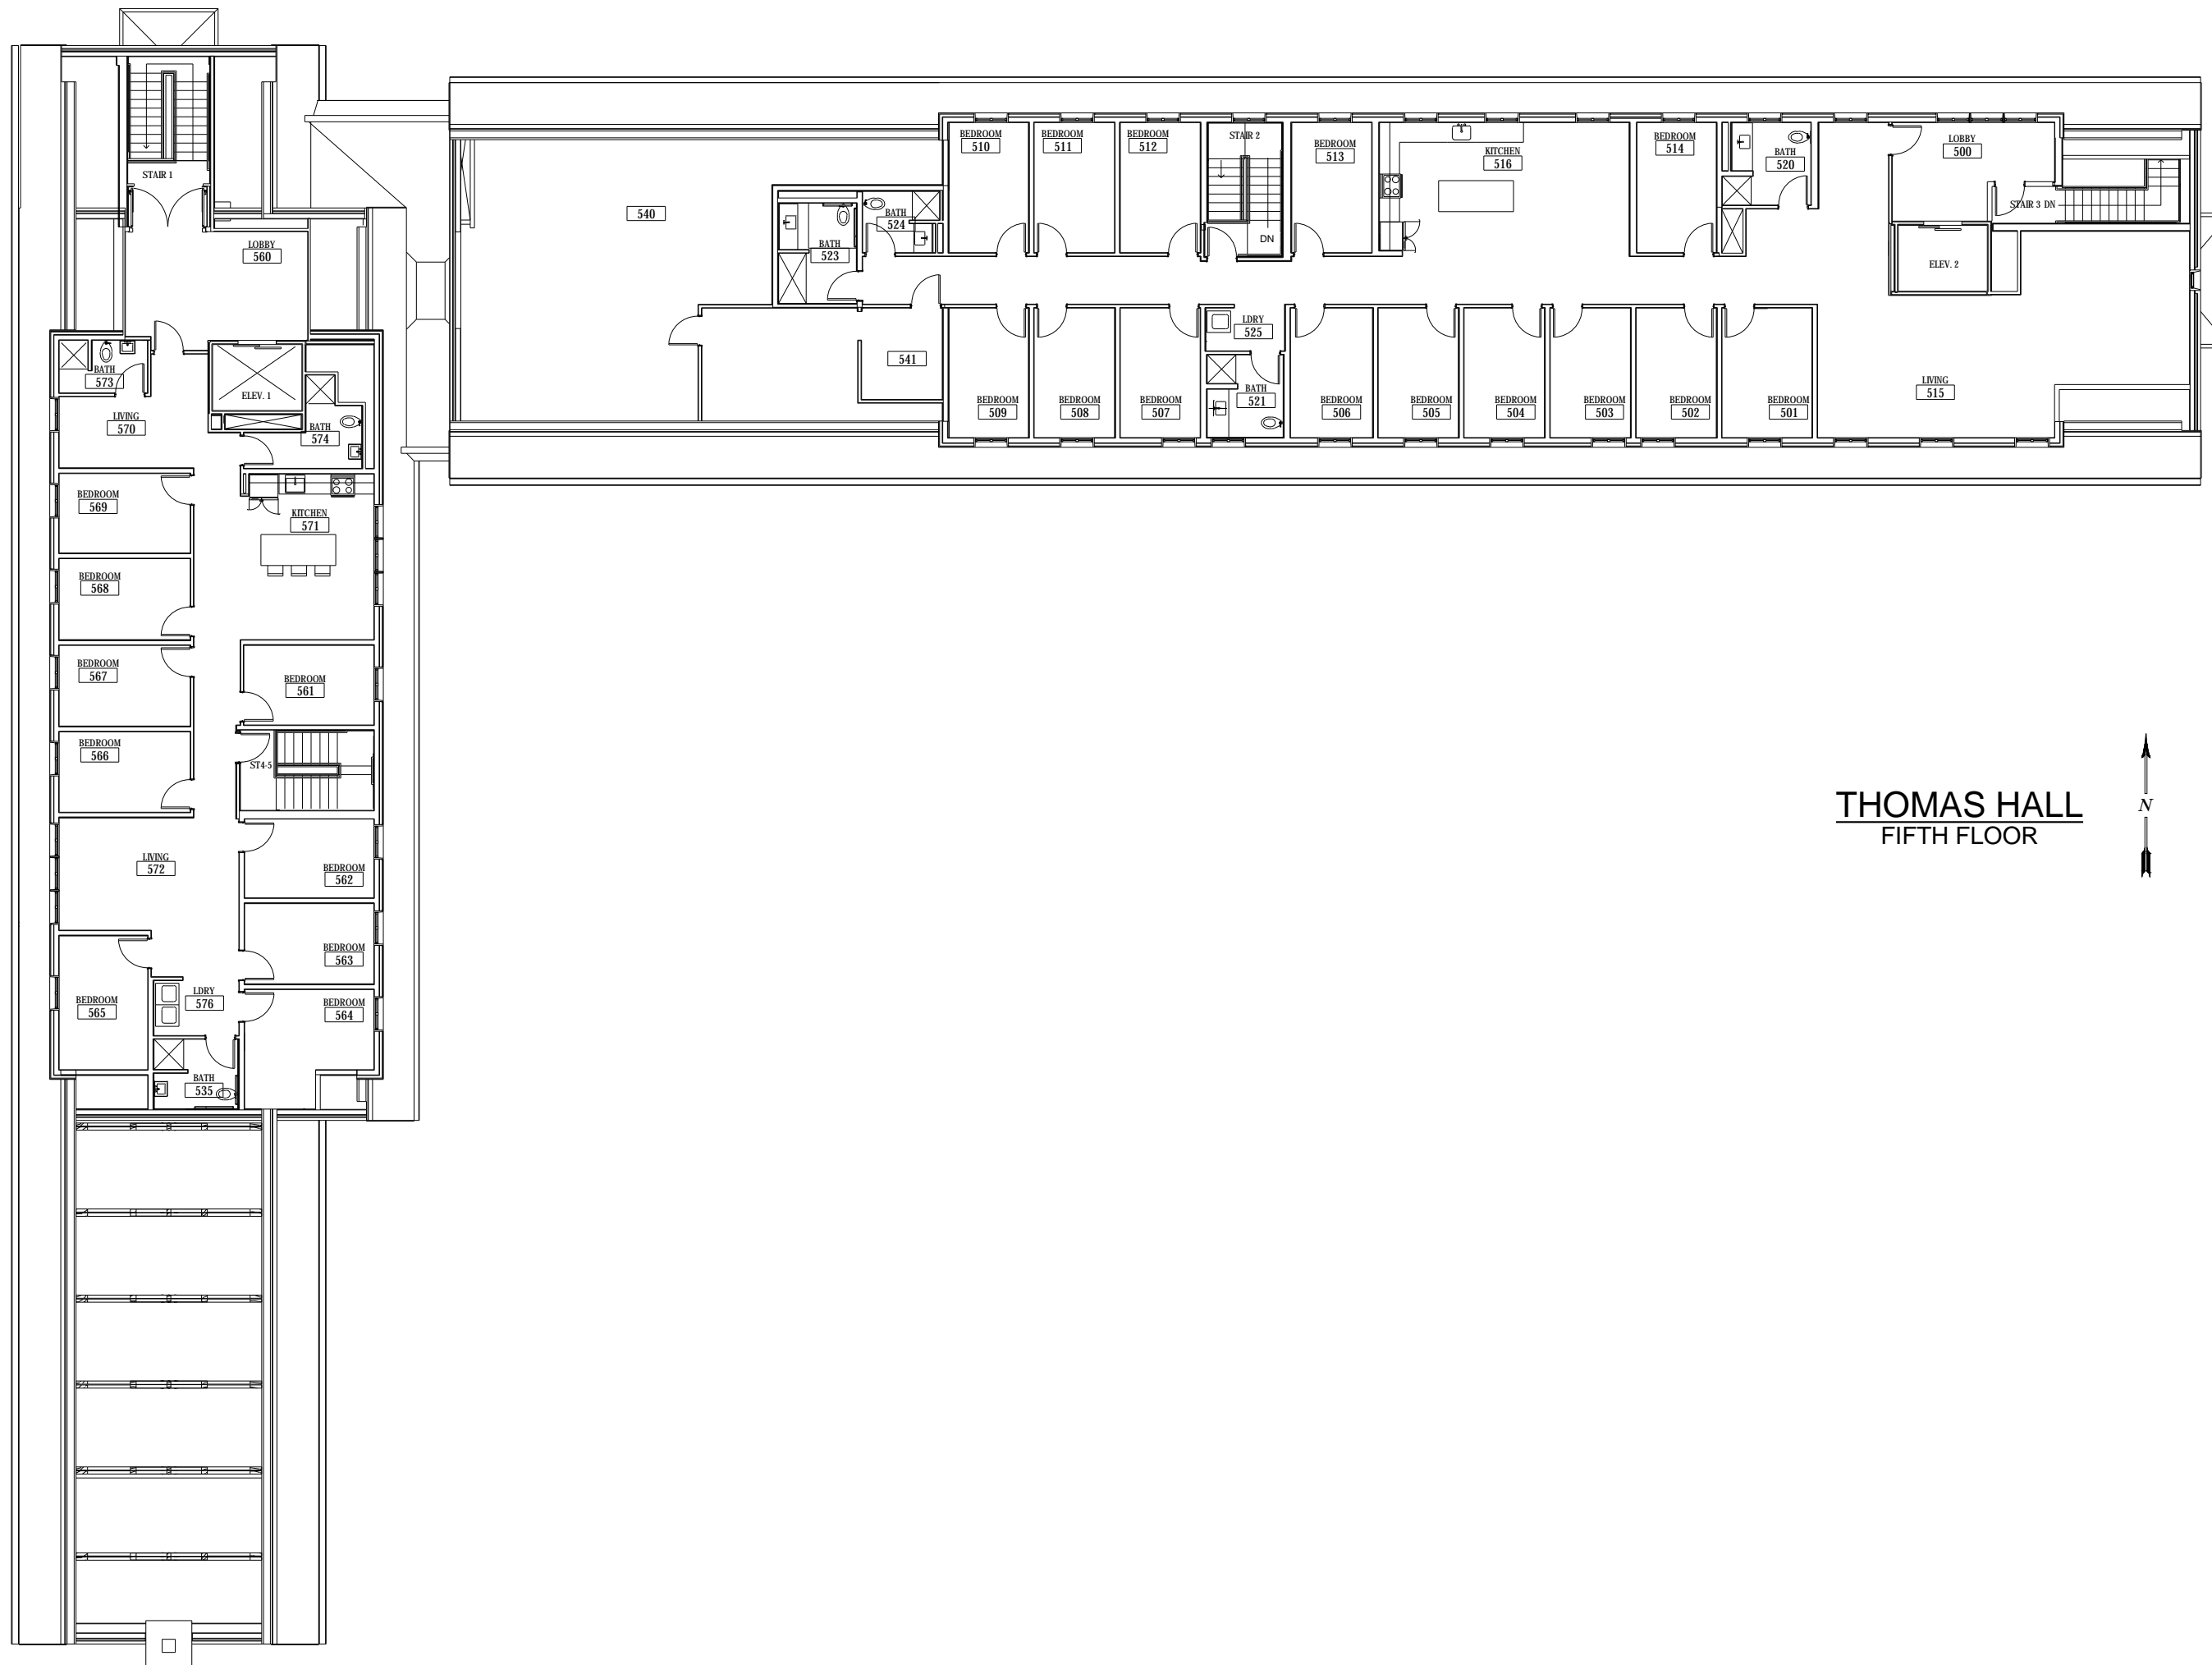 STAIR 1
LOBBY
560
BATH
573
ELEV. 1
LIVING
570
BATH
574
BEDROOM
569
KITCHEN
571
BEDROOM
568
BEDROOM
567
BEDROOM
561
BEDROOM
566
ST4-5
LIVING
572
BEDROOM
562
BEDROOM
563
BEDROOM
565
LDRY
576
BEDROOM
564
BATH
535
540
BATH
523
BATH
524
541
BEDROOM
510
BEDROOM
511
BEDROOM
512
STAIR 2
DN
BEDROOM
513
KITCHEN
516
BEDROOM
514
BATH
520
LOBBY
500
STAIR 3 DN
ELEV. 2
BEDROOM
509
BEDROOM
508
BEDROOM
507
LDRY
525
BATH
521
BEDROOM
506
BEDROOM
505
BEDROOM
504
BEDROOM
503
BEDROOM
502
BEDROOM
501
LIVING
515
THOMAS HALL
FIFTH FLOOR
N